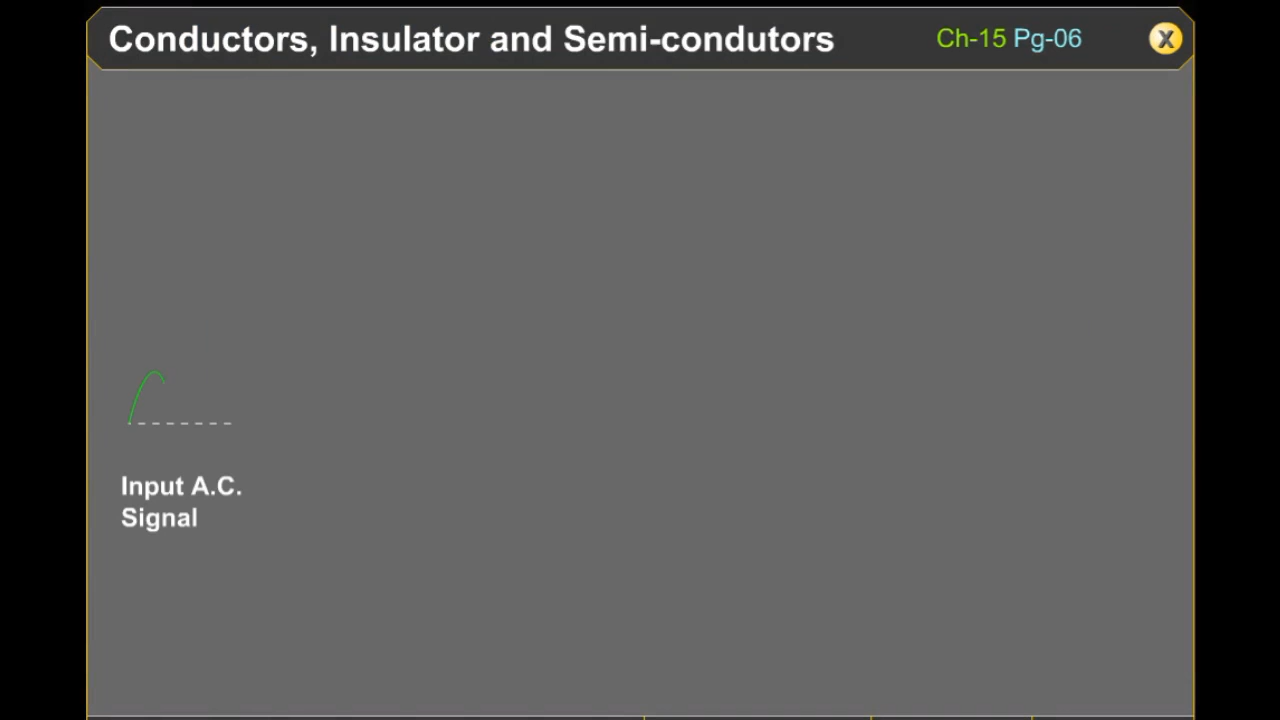 Conductors, Insulator and Semi-condutors Ch-15 Pg-06 X
Input A.C.
Signal